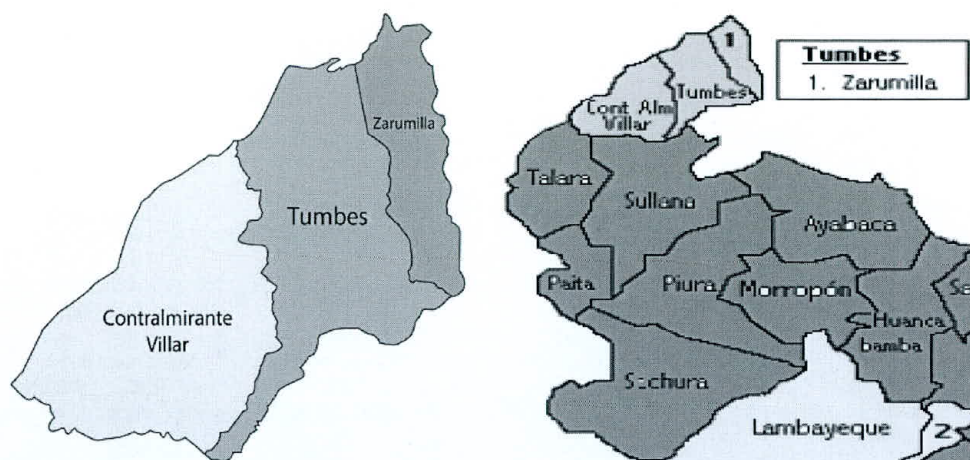 Zarumilla
Tumbes
Contralmirante
Villar
1
Tumbes
1. Zarumilla
Tumbes
Cont Alm
Villar
Talara
Sullana
Ayabaca
Paita
Piura
Morropón
Huanca
bamba
Sechura
Lambayeque
2